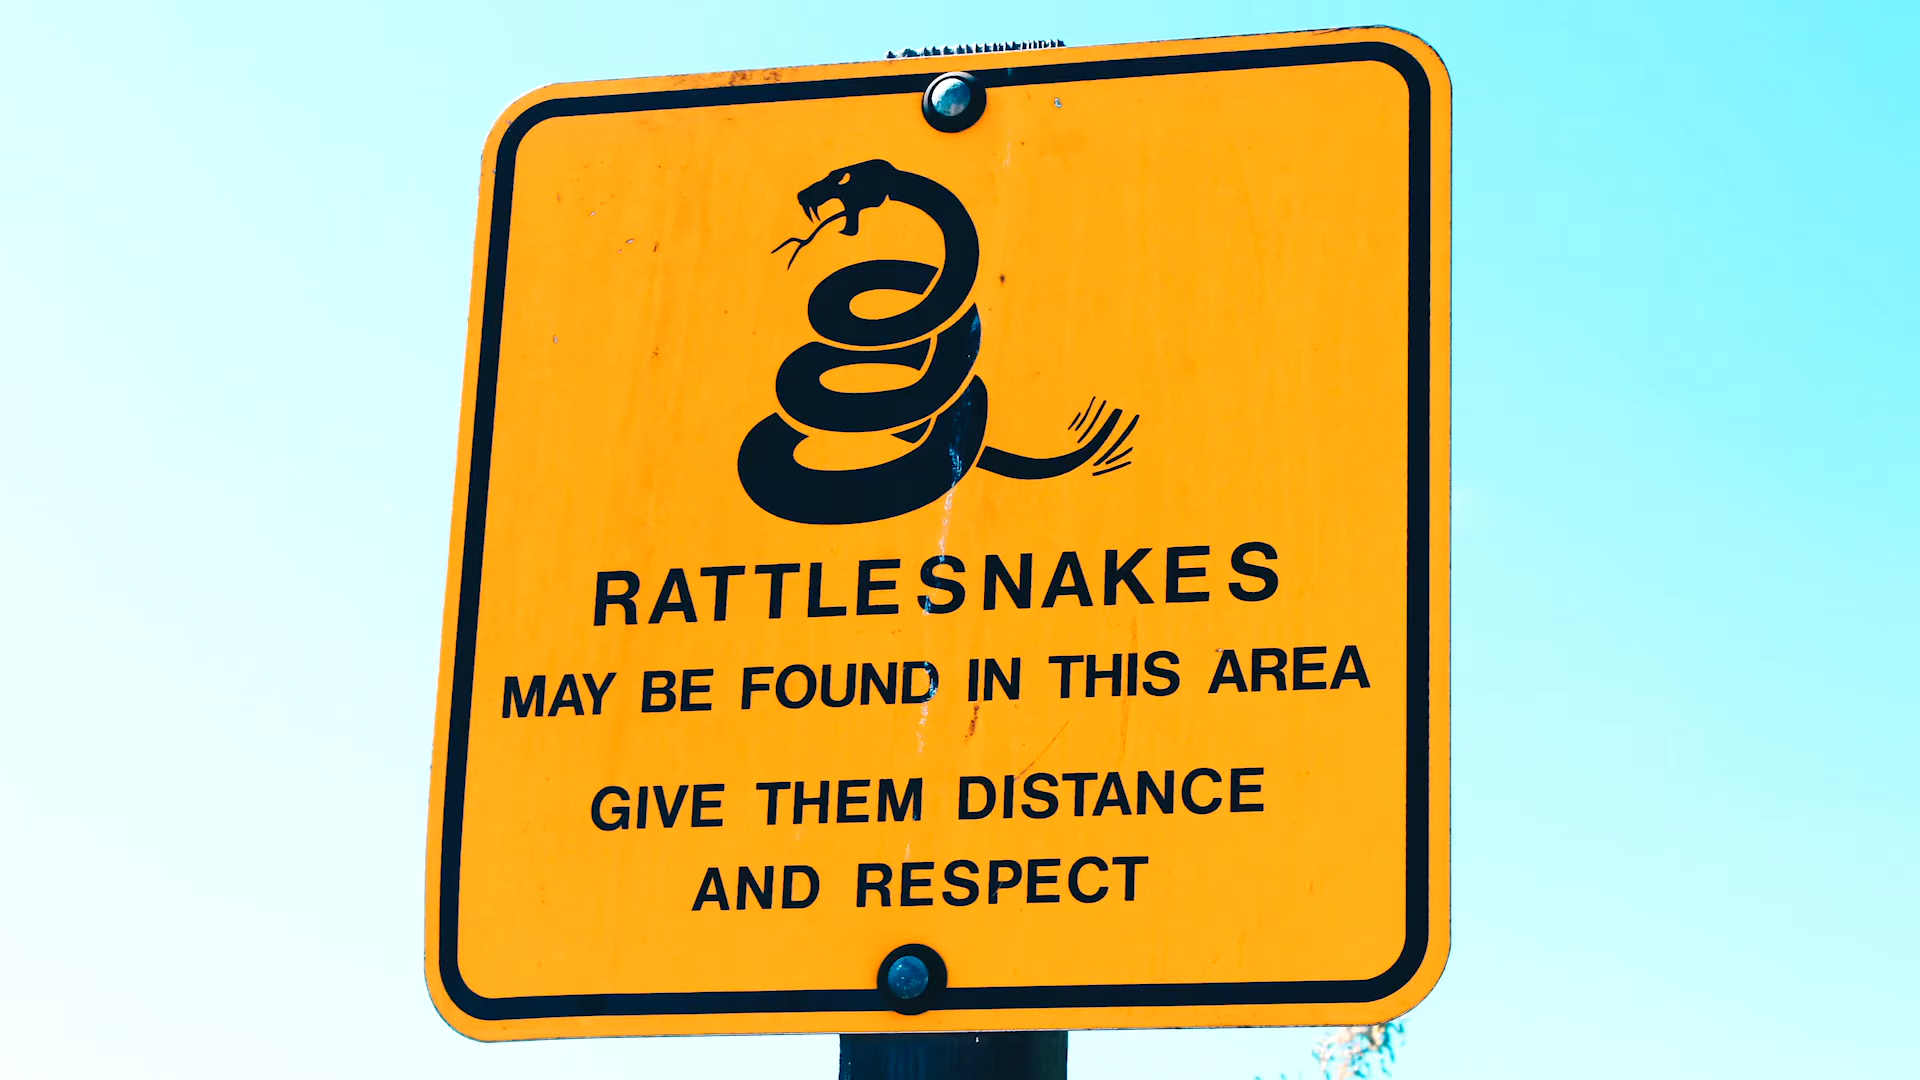 RATTLESNAKES
MAY BE FOUND IN THIS AREA
GIVE THEM DISTANCE
AND RESPECT